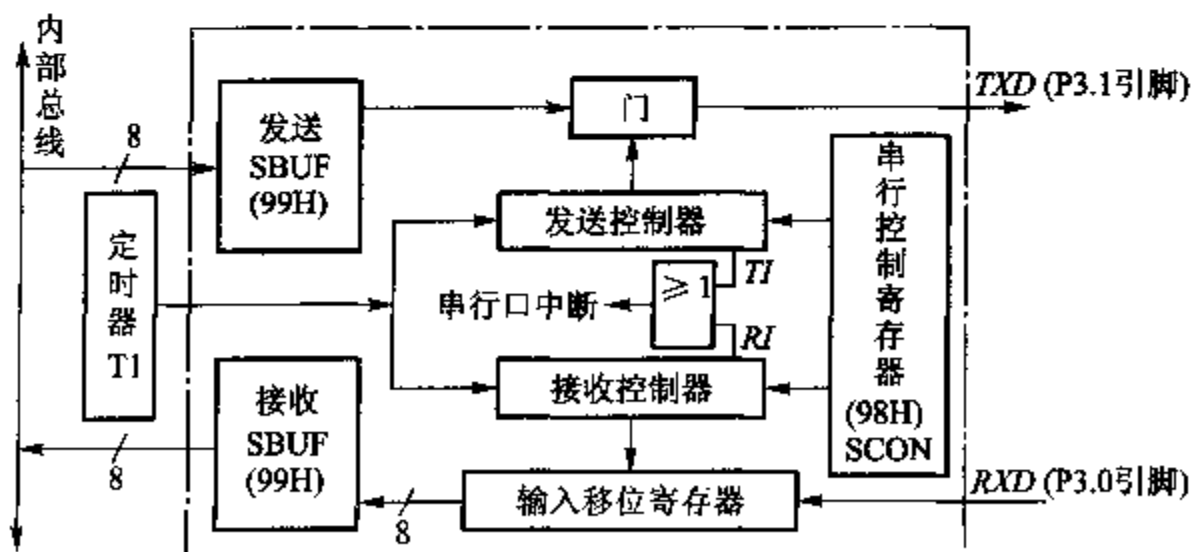 内部总线
8
发送
SBUF
(99H)
门
TXD (P3.1引脚)
定时器
T1
发送控制器
TI
≥1
串行口中断
RI
接收控制器
串行控制寄存器
(98H)
SCON
接收
SBUF
(99H)
8
8
输入移位寄存器
RXD (P3.0引脚)